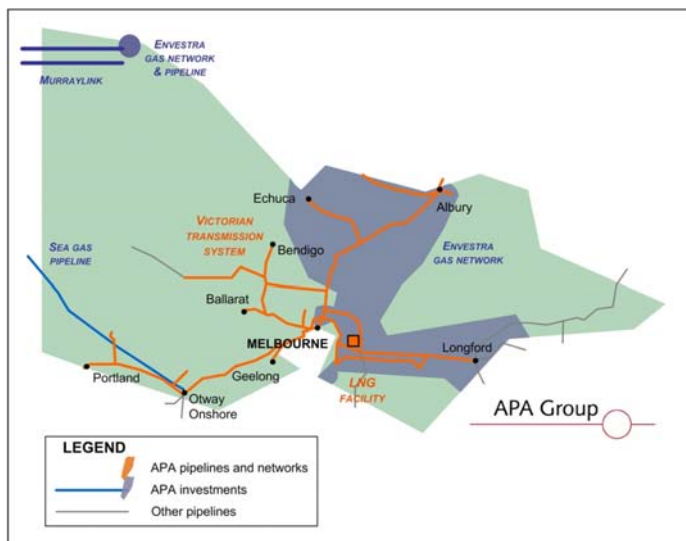 ENVESTRA
GAS NETWORK
& PIPELINE
MURRAYLINK
Echuca
Albury
VICTORIAN
TRANSMISSION
SYSTEM
Bendigo
SEA GAS
PIPELINE
ENVESTRA
GAS NETWORK
Ballarat
MELBOURNE
Longford
Portland
Geelong
LNG
FACILITY
Otway
Onshore
APA Group
LEGEND
APA pipelines and networks
APA investments
Other pipelines